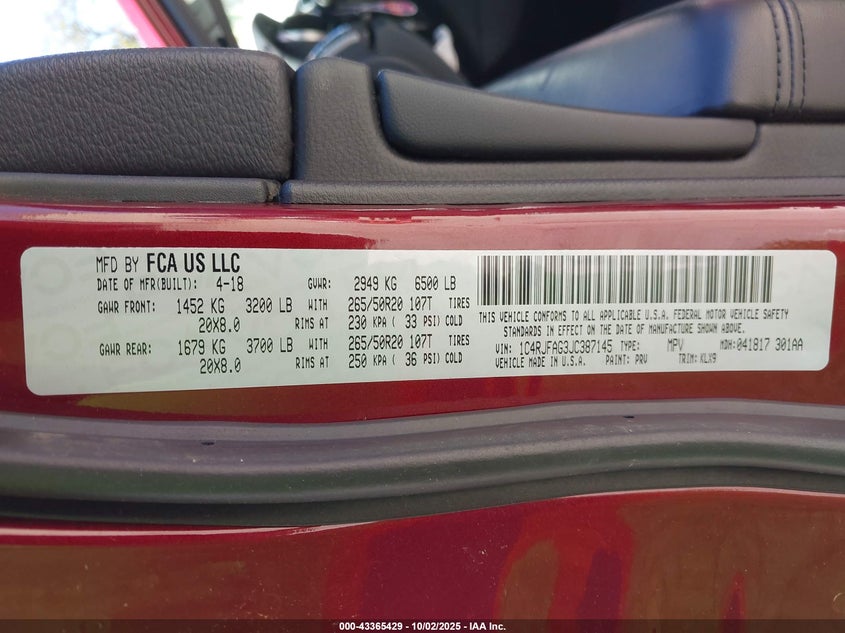 MFD BY FCA US LLC
DATE OF MFR(BUILT): 4-18 GVWR: 2949 KG 6500 LB
GAWR FRONT: 1452 KG 3200 LB WITH 265/50R20 107T TIRES
20X8.0 RIMS AT 230 KPA ( 33 PSI) COLD
GAWR REAR: 1679 KG 3700 LB WITH 265/50R20 107T TIRES
20X8.0 RIMS AT 250 KPA ( 36 PSI) COLD
THIS VEHICLE CONFORMS TO ALL APPLICABLE U.S.A. FEDERAL MOTOR VEHICLE SAFETY
STANDARDS IN EFFECT ON THE DATE OF MANUFACTURE SHOWN ABOVE.
VIN: 1C4RJFAG3JC387145 TYPE: MPV MDH: 041817 301AA
VEHICLE MADE IN U.S.A. PAINT: PRV TRIM: KLX9
000-43365429 - 10/02/2025 - IAA Inc.